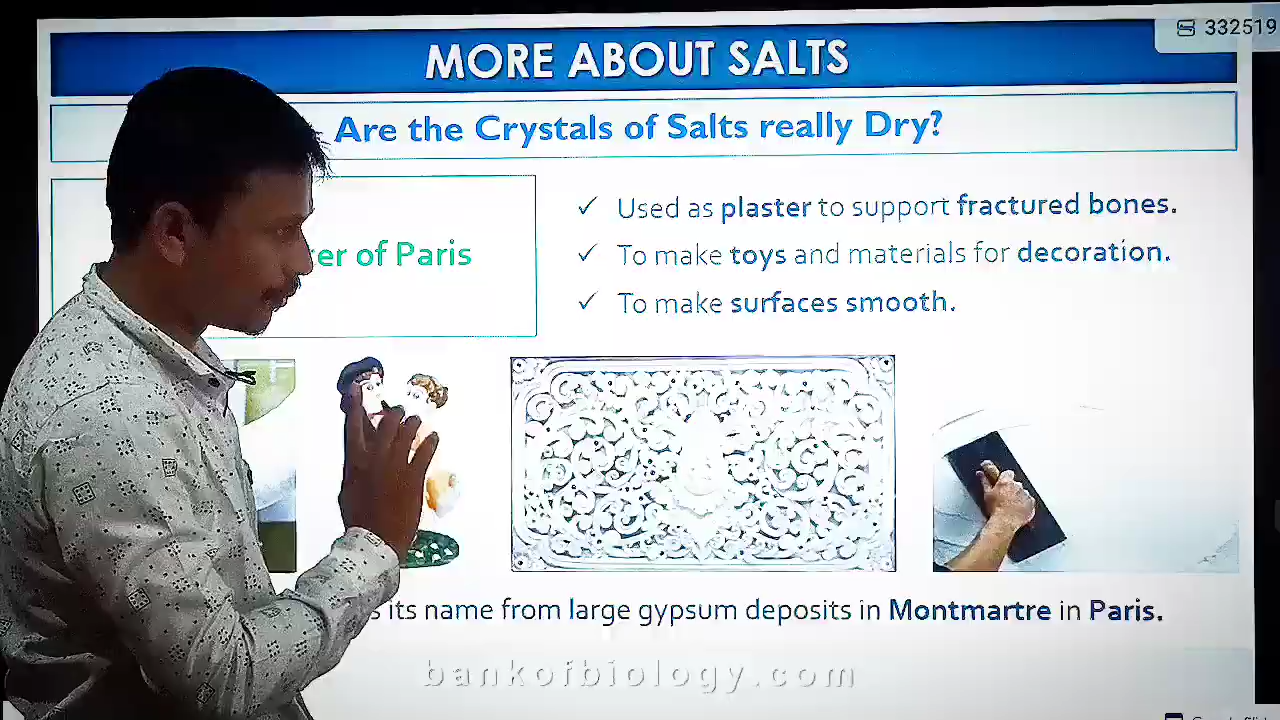 332519
MORE ABOUT SALTS
Are the Crystals of Salts really Dry?
er of Paris
✓ Used as plaster to support fractured bones.
✓ To make toys and materials for decoration.
✓ To make surfaces smooth.
its name from large gypsum deposits in Montmartre in Paris.
bankofbiology.com